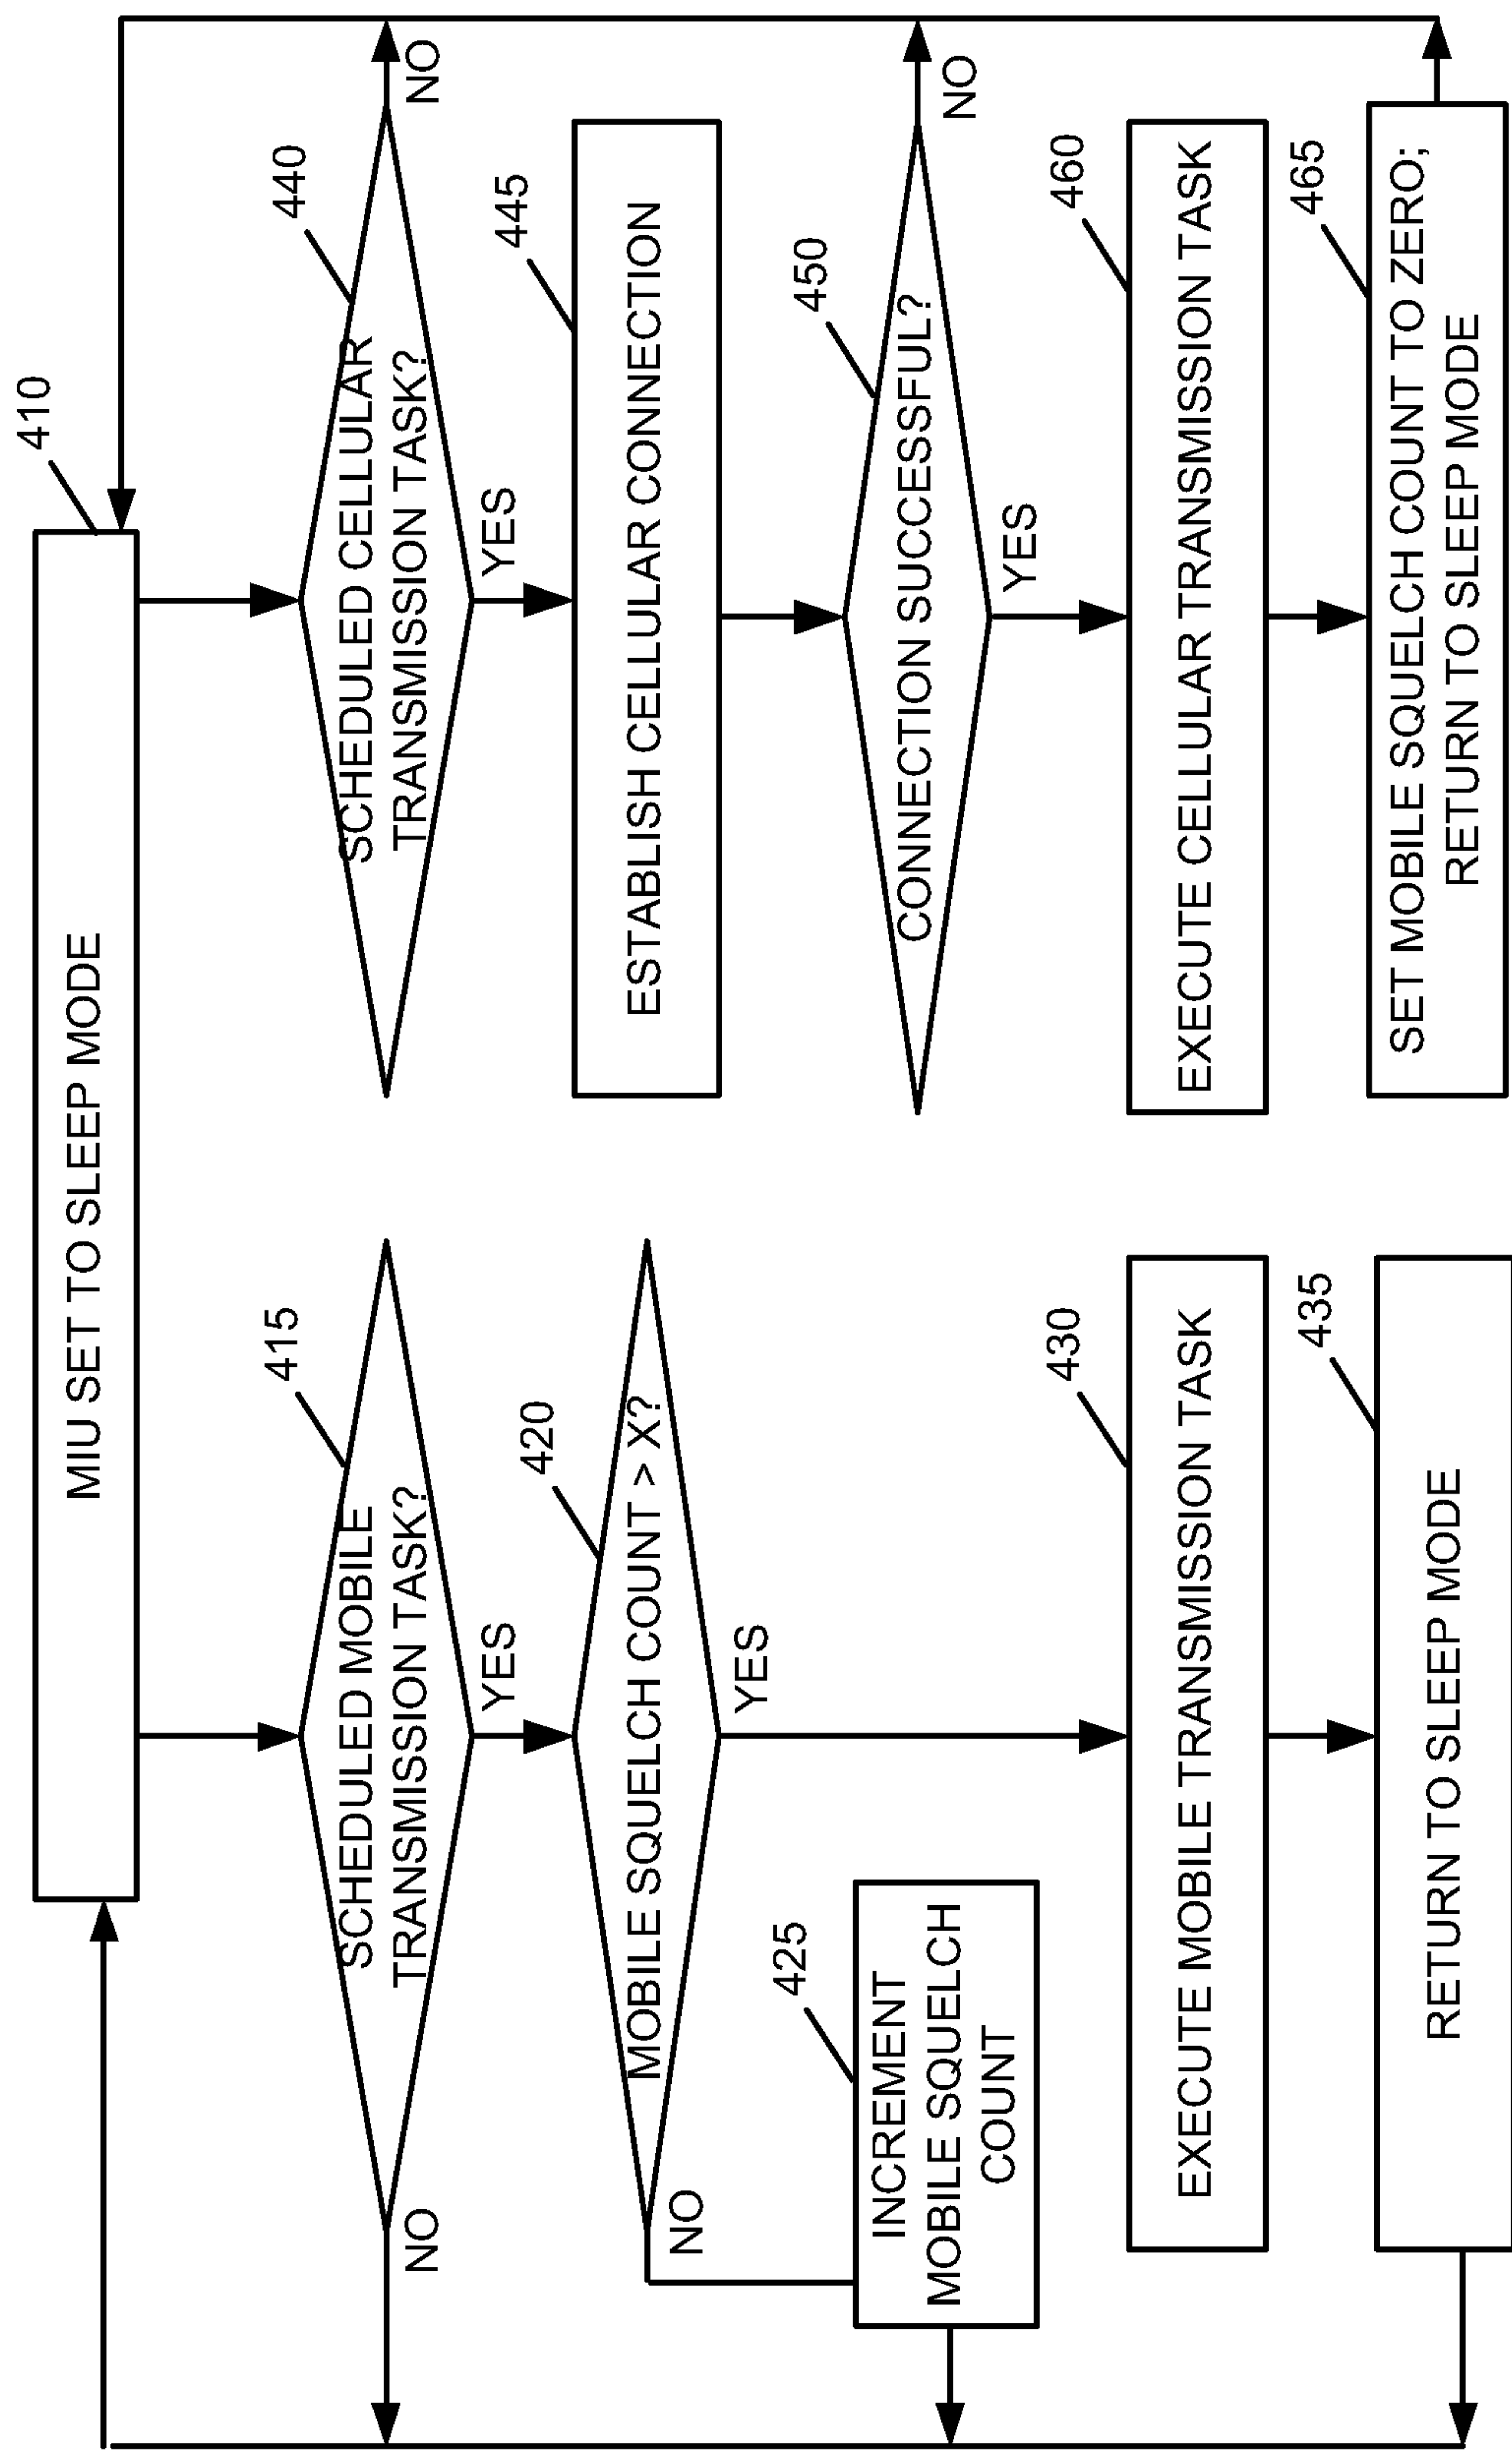 410
MIU SET TO SLEEP MODE
415
SCHEDULED MOBILE
TRANSMISSION TASK?
NO
YES
420
MOBILE SQUELCH COUNT > X?
NO
YES
425
INCREMENT
MOBILE SQUELCH
COUNT
430
EXECUTE MOBILE TRANSMISSION TASK
435
RETURN TO SLEEP MODE
440
SCHEDULED CELLULAR
TRANSMISSION TASK?
NO
YES
445
ESTABLISH CELLULAR CONNECTION
450
CONNECTION SUCCESSFUL?
NO
YES
460
EXECUTE CELLULAR TRANSMISSION TASK
465
SET MOBILE SQUELCH COUNT TO ZERO;
RETURN TO SLEEP MODE